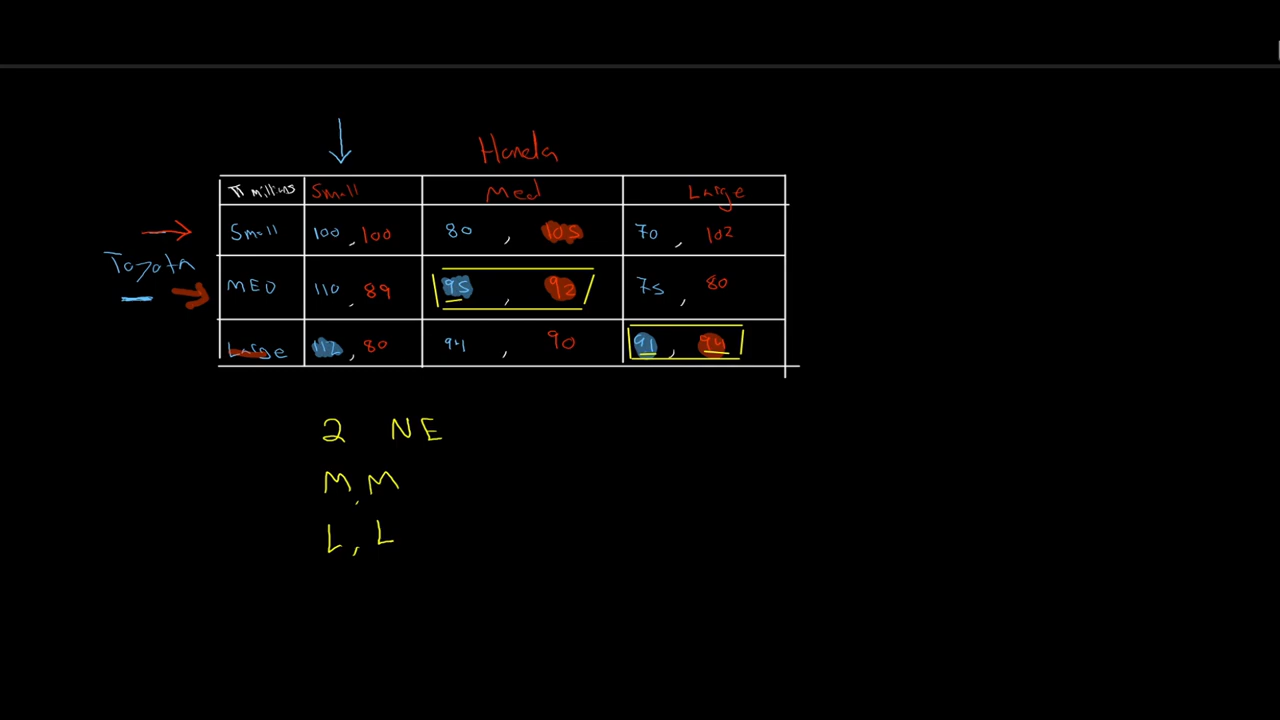 Honda
π millions Small Med Large
Small 100 , 100 80 , 105 70 , 102
Toyota
MED 110 , 89 95 , 92 75 , 80
Large 112 , 80 94 , 90 91 , 94
2 NE
M, M
L, L